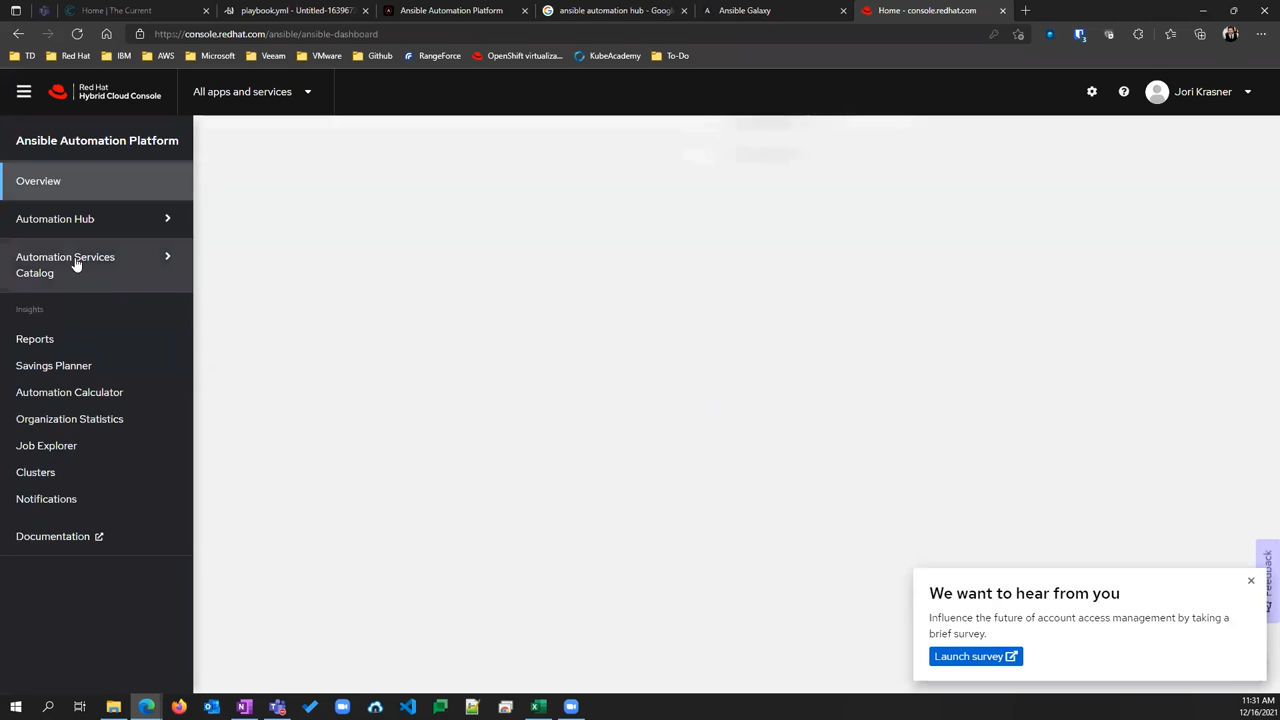 Home | The Current
playbook.yml - Untitled-163967
Ansible Automation Platform
ansible automation hub - Goog
Ansible Galaxy
Home - console.redhat.com
https://console.redhat.com/ansible/ansible-dashboard
TD
Red Hat
IBM
AWS
Microsoft
Veeam
VMware
Github
RangeForce
OpenShift virtualiza...
KubeAcademy
To-Do
Red Hat
Hybrid Cloud Console
All apps and services
Jori Krasner
Ansible Automation Platform
Overview
Automation Hub
Automation Services
Catalog
Insights
Reports
Savings Planner
Automation Calculator
Organization Statistics
Job Explorer
Clusters
Notifications
Documentation
Feedback
We want to hear from you
Influence the future of account access management by taking a
brief survey.
Launch survey
11:31 AM
12/16/2021